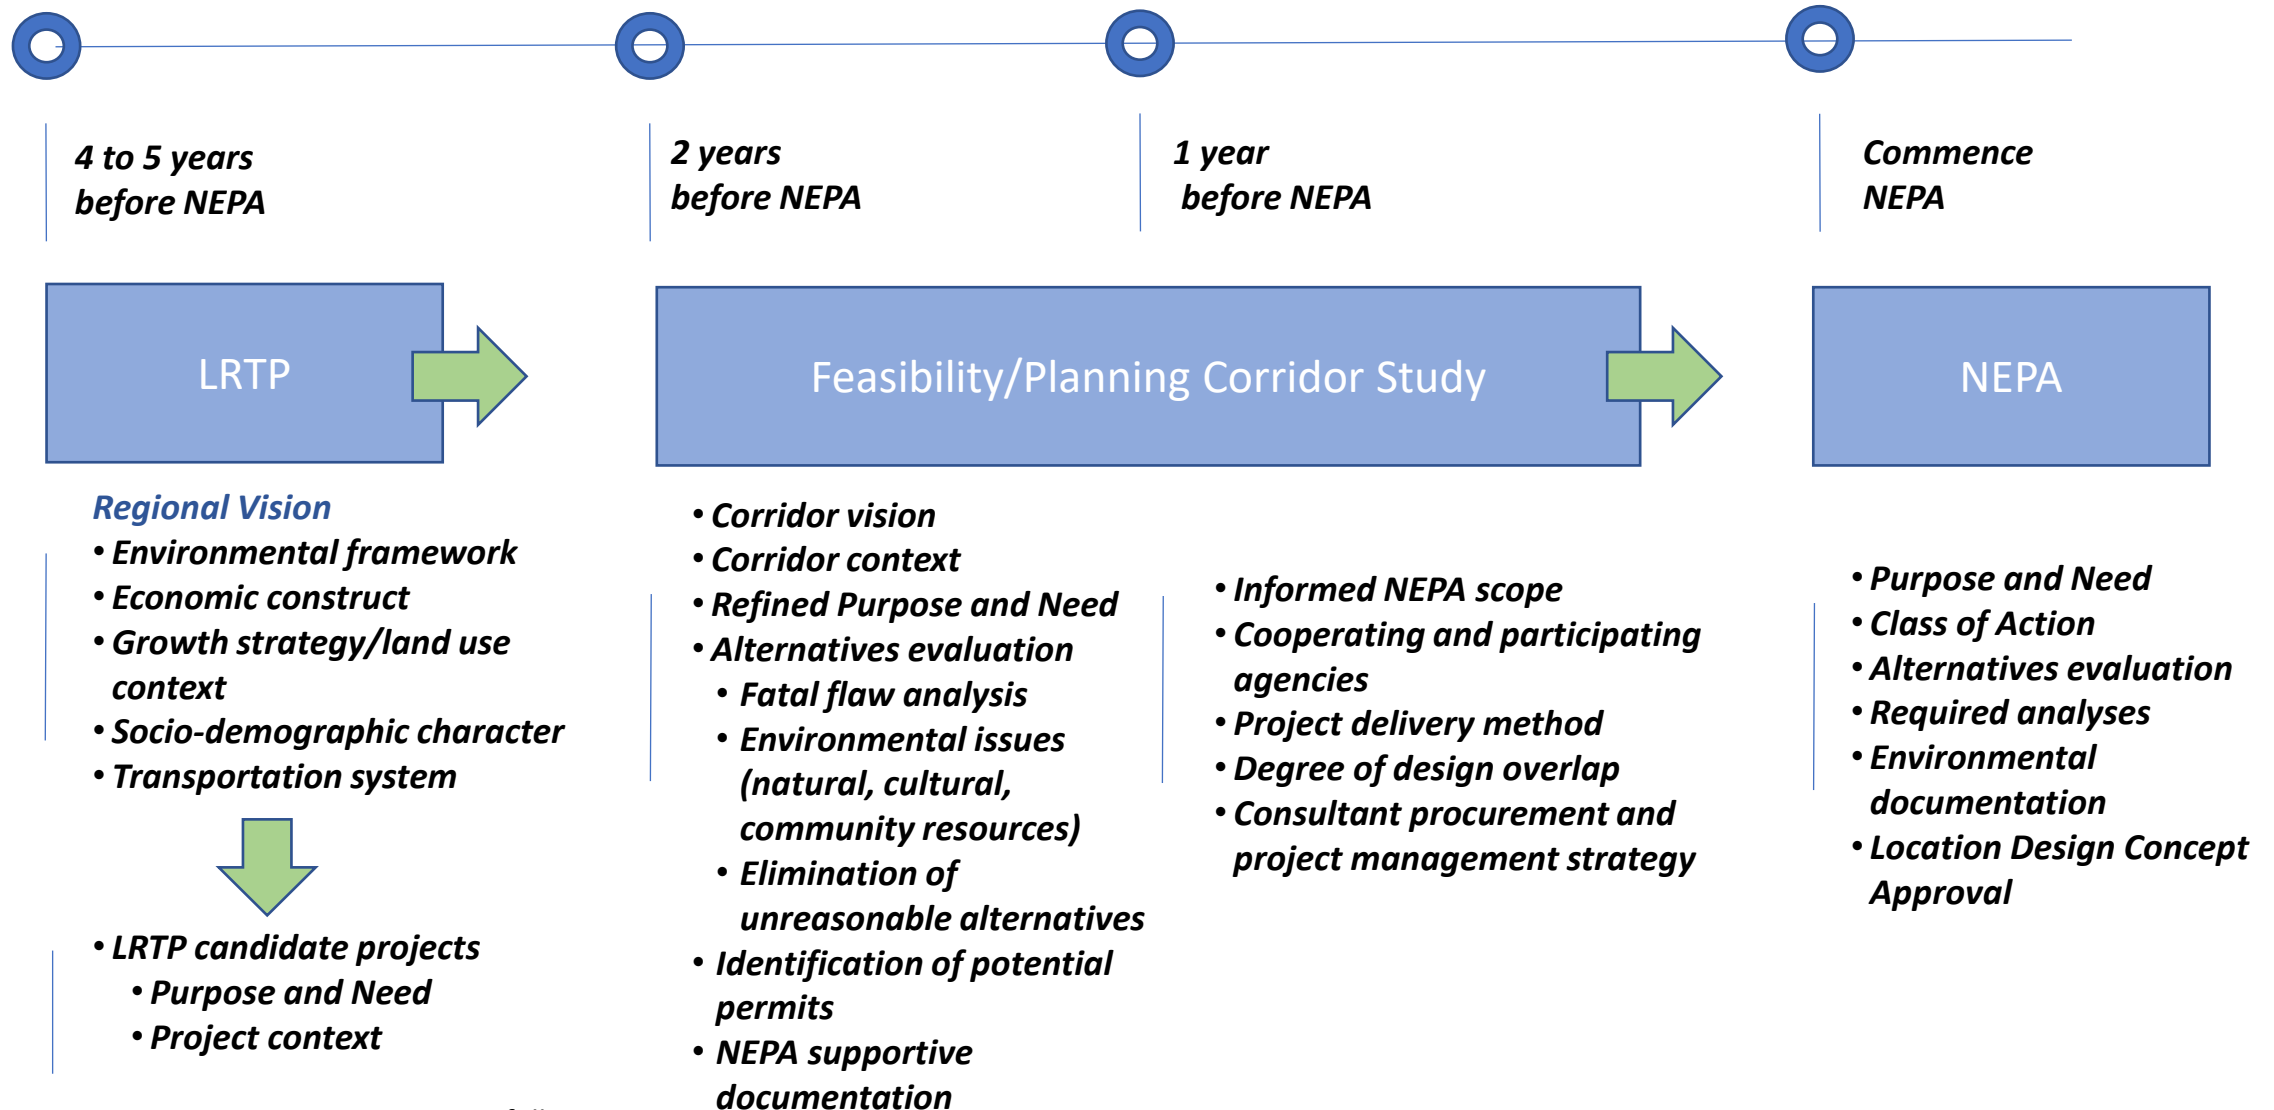 4 to 5 years
before NEPA
2 years
before NEPA
1 year
before NEPA
Commence
NEPA
LRTP
Feasibility/Planning Corridor Study
NEPA
Regional Vision
• Environmental framework
• Economic construct
• Growth strategy/land use
context
• Socio-demographic character
• Transportation system
• LRTP candidate projects
• Purpose and Need
• Project context
• Corridor vision
• Corridor context
• Refined Purpose and Need
• Alternatives evaluation
• Fatal flaw analysis
• Environmental issues
(natural, cultural,
community resources)
• Elimination of
unreasonable alternatives
• Identification of potential
permits
• NEPA supportive
documentation
• Informed NEPA scope
• Cooperating and participating
agencies
• Project delivery method
• Degree of design overlap
• Consultant procurement and
project management strategy
• Purpose and Need
• Class of Action
• Alternatives evaluation
• Required analyses
• Environmental
documentation
• Location Design Concept
Approval